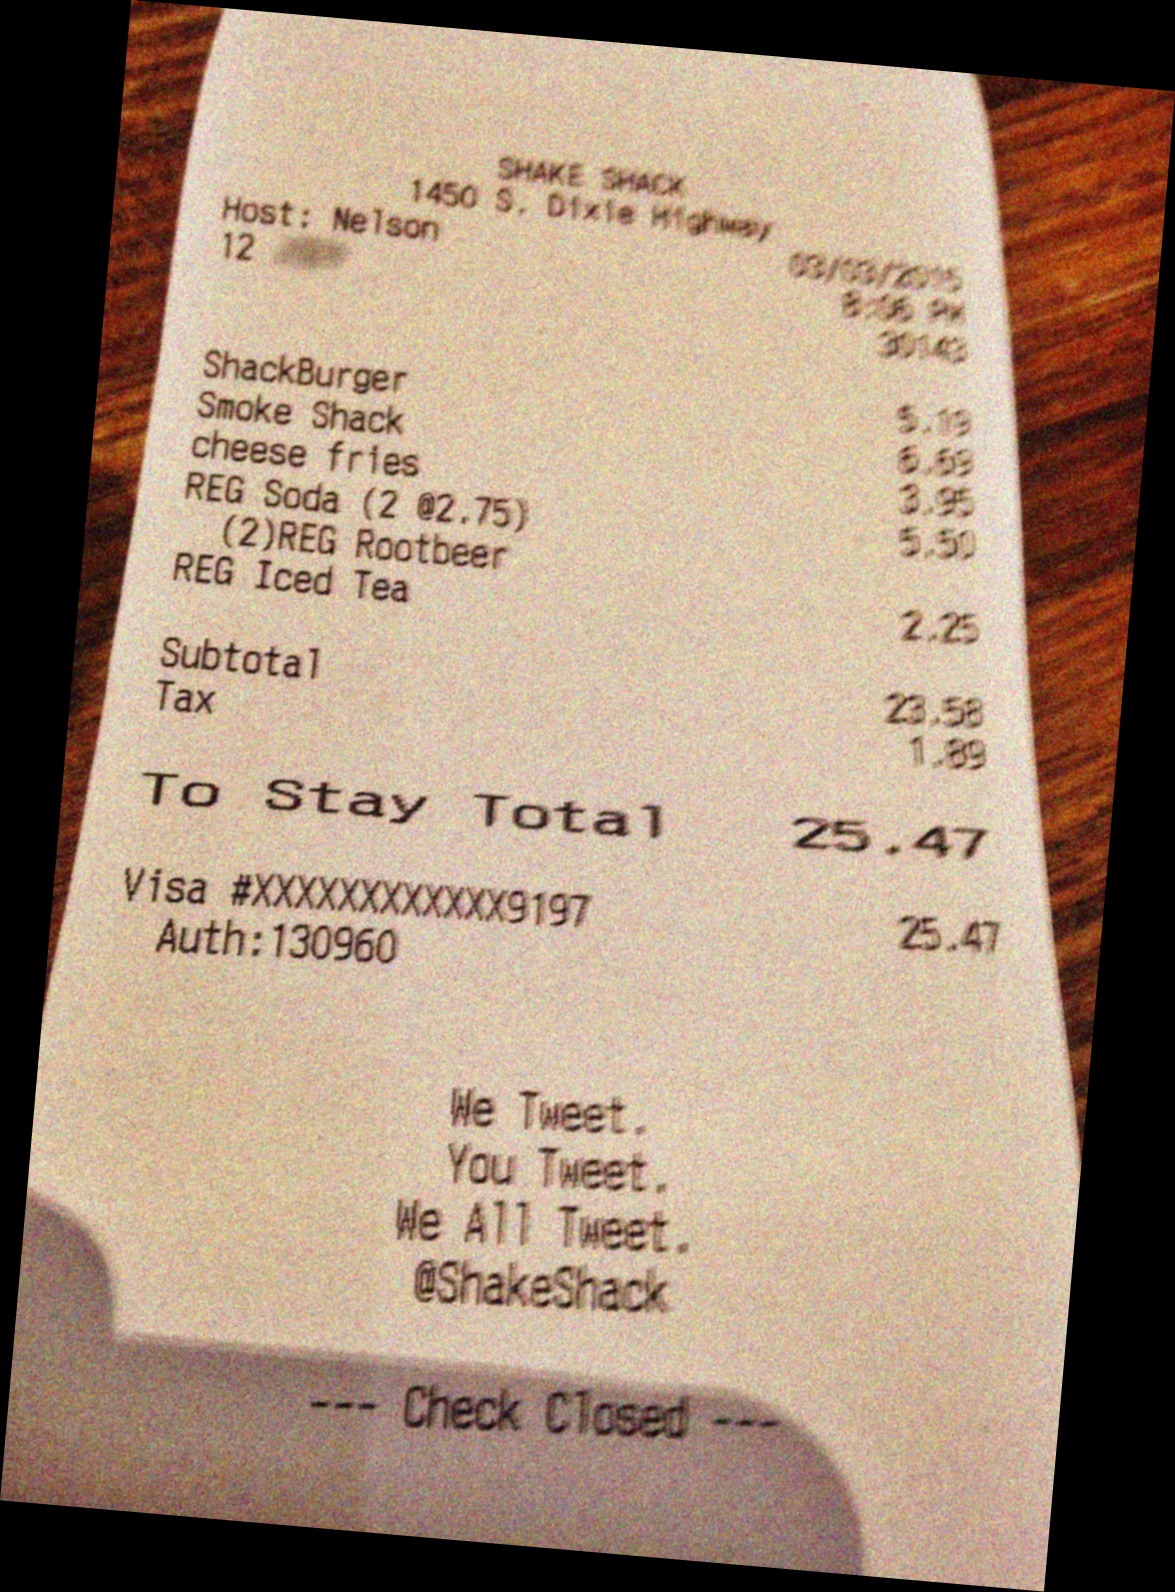 SHAKE SHACK
1450 S. Dixie Highway
Host: Nelson 03/03/2015
12 PM
30143
ShackBurger 5.19
Smoke Shack 6.69
cheese fries 3.95
REG Soda (2 @2.75) 5.50
(2)REG Rootbeer
REG Iced Tea 2.25
Subtotal 23.58
Tax 1.89
To Stay Total 25.47
Visa #XXXXXXXXXXXX9197 25.47
Auth:130960
We Tweet.
You Tweet.
We All Tweet.
@ShakeShack
--- Check Closed ---